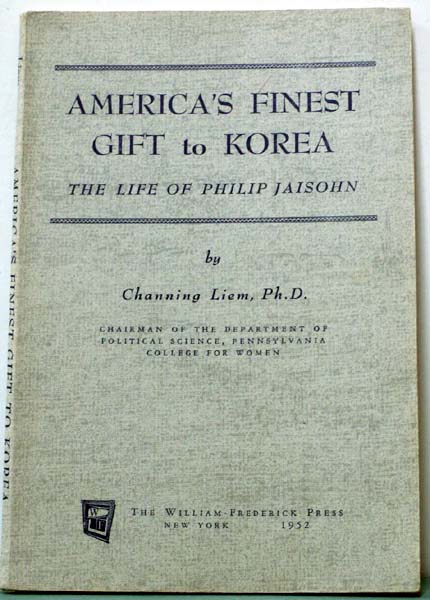 AMERICA'S FINEST
GIFT to KOREA
THE LIFE OF PHILIP JAISOHN
by
Channing Liem, Ph.D.
CHAIRMAN OF THE DEPARTMENT OF
POLITICAL SCIENCE, PENNSYLVANIA
COLLEGE FOR WOMEN
THE WILLIAM-FREDERICK PRESS
NEW YORK 1952
AMERICA'S FINEST GIFT TO KOREA